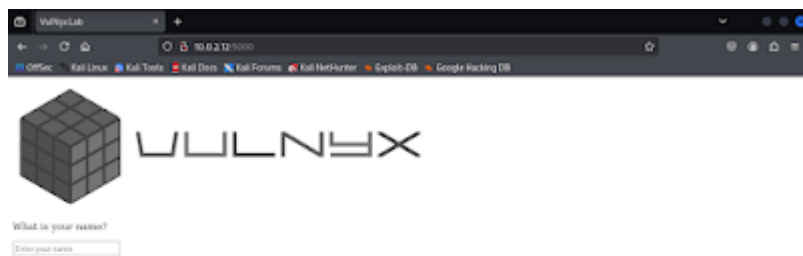 VulNyx Lab
10.0.2.12:5000
OffSec Kali Linux Kali Tools Kali Docs Kali Forums Kali NetHunter Exploit-DB Google Hacking DB
VULNYX
What is your name?
Enter your name